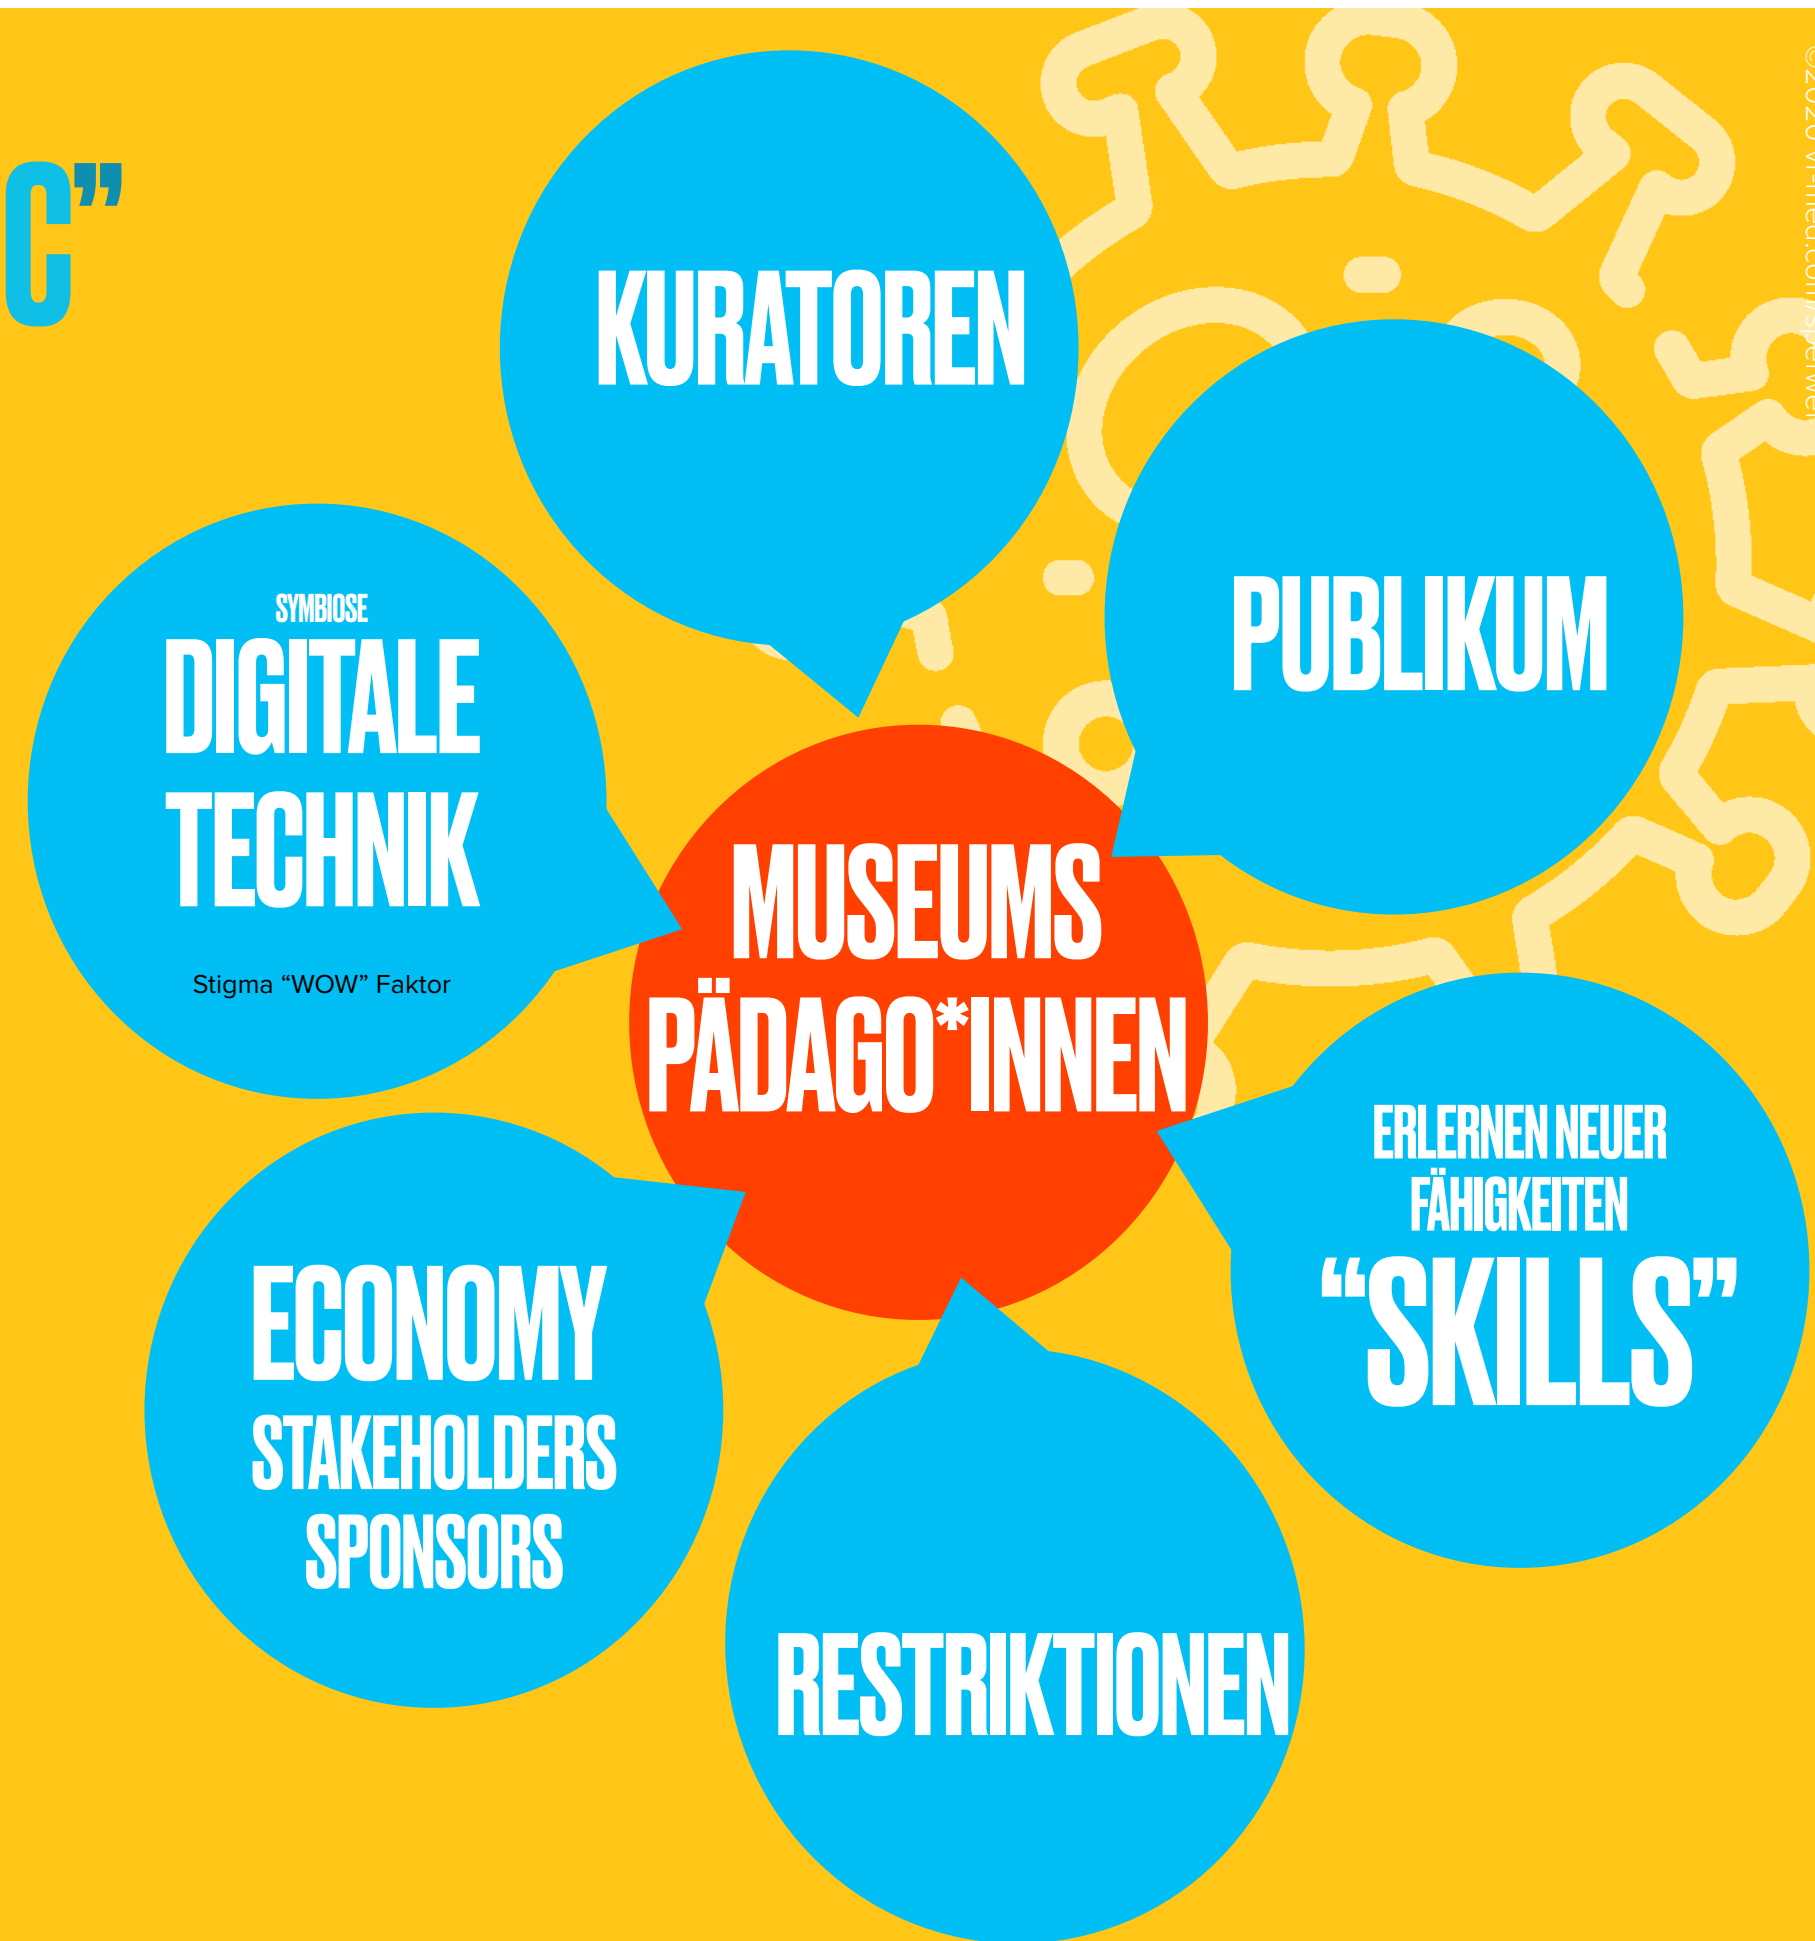 C”
KURATOREN
PUBLIKUM
SYMBIOSE
DIGITALE
TECHNIK
Stigma “WOW” Faktor
MUSEUMS
PÄDAGO*INNEN
ERLERNEN NEUER
FÄHIGKEITEN
“SKILLS”
ECONOMY
STAKEHOLDERS
SPONSORS
RESTRIKTIONEN